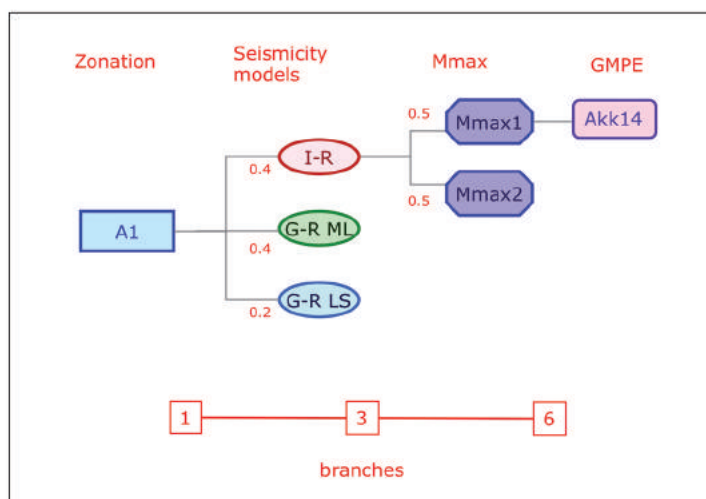 Zonation
Seismicity
models
Mmax
GMPE
0.5
Mmax1
Akk14
I-R
0.4
0.5
Mmax2
A1
G-R ML
0.4
G-R LS
0.2
1
3
6
branches